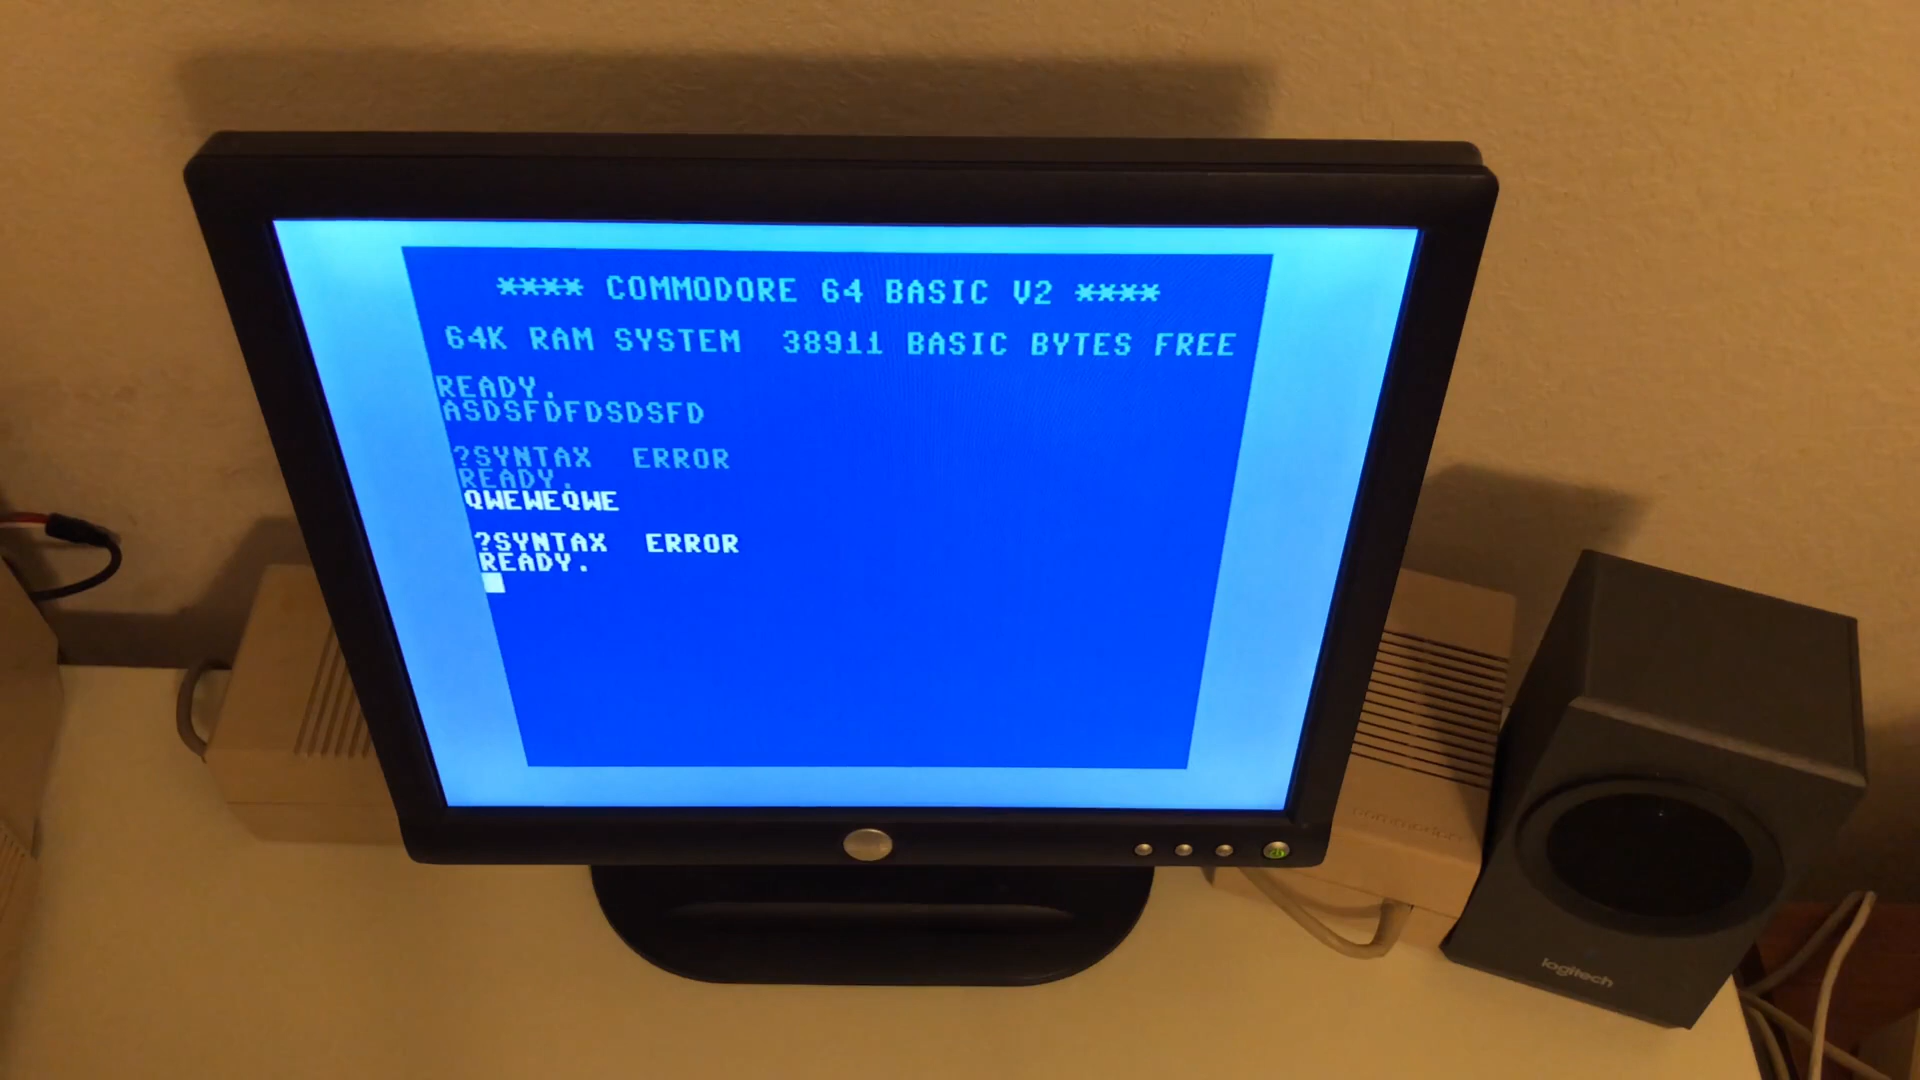 **** COMMODORE 64 BASIC V2 ****
64K RAM SYSTEM  38911 BASIC BYTES FREE
READY.
ASDSFDFDSDSFD
?SYNTAX  ERROR
READY.
QWEWEQWE
?SYNTAX  ERROR
READY.
commodore
logitech